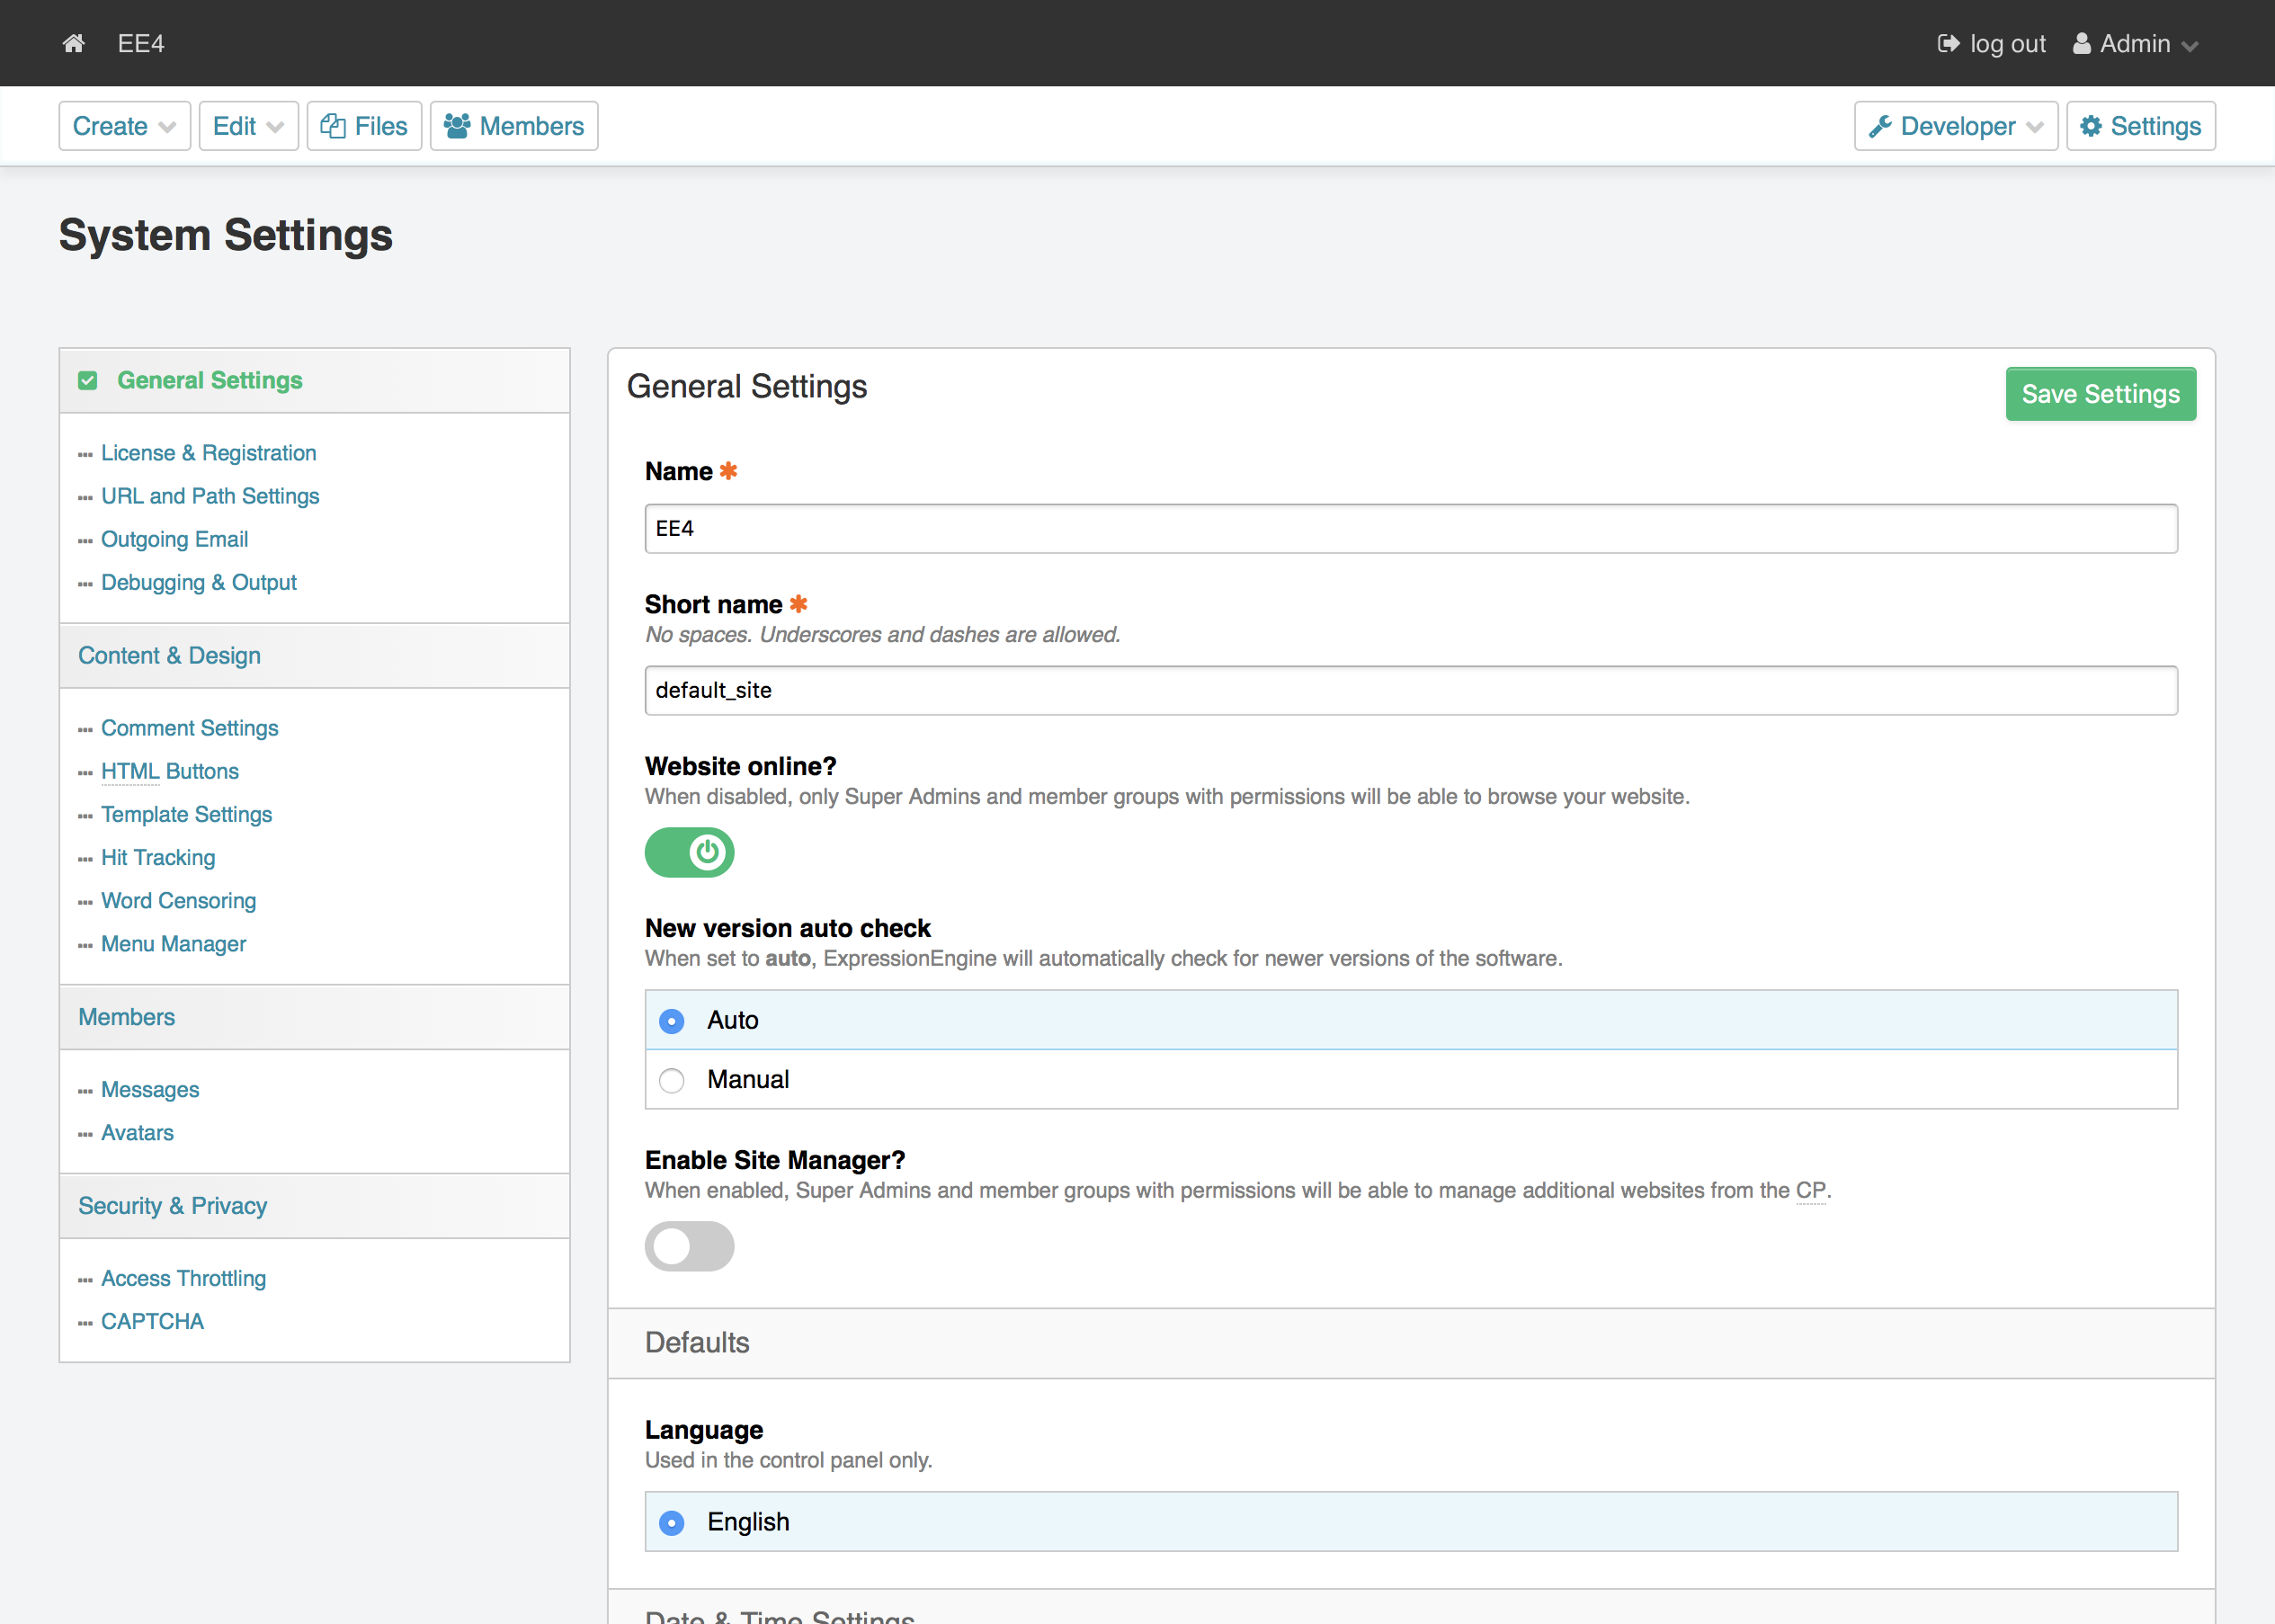 EE4
log out
Admin
Create
Edit
Files
Members
Developer
Settings
System Settings
General Settings
License & Registration
URL and Path Settings
Outgoing Email
Debugging & Output
Content & Design
Comment Settings
HTML Buttons
Template Settings
Hit Tracking
Word Censoring
Menu Manager
Members
Messages
Avatars
Security & Privacy
Access Throttling
CAPTCHA
General Settings
Save Settings
Name *
EE4
Short name *
No spaces. Underscores and dashes are allowed.
default_site
Website online?
When disabled, only Super Admins and member groups with permissions will be able to browse your website.
New version auto check
When set to auto, ExpressionEngine will automatically check for newer versions of the software.
Auto
Manual
Enable Site Manager?
When enabled, Super Admins and member groups with permissions will be able to manage additional websites from the CP.
Defaults
Language
Used in the control panel only.
English
Date & Time Settings